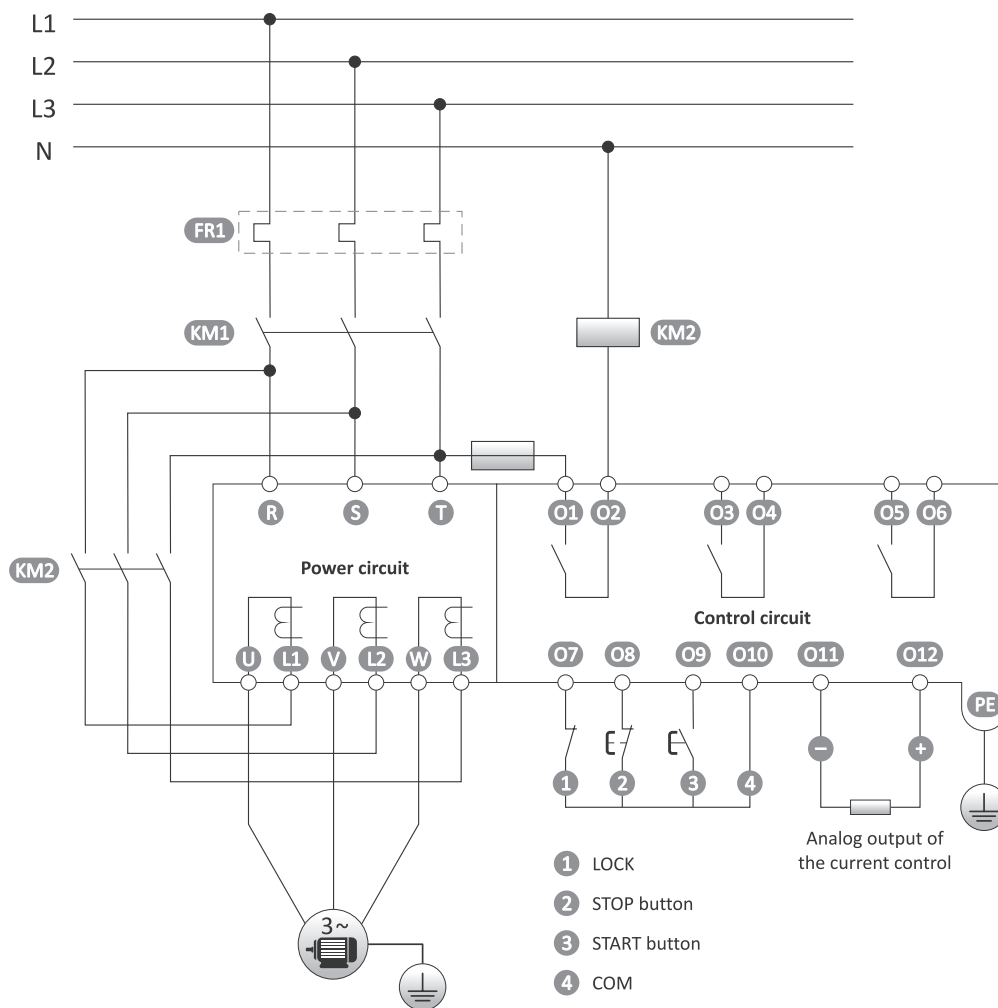 L1
L2
L3
N
FR1
KM1
KM2
R S T O1 O2 O3 O4 O5 O6
KM2
Power circuit
Control circuit
U L1 V L2 W L3 O7 O8 O9 O10 O11 O12
PE
− +
1 2 3 4
Analog output of
the current control
1 LOCK
2 STOP button
3 START button
4 COM
3~